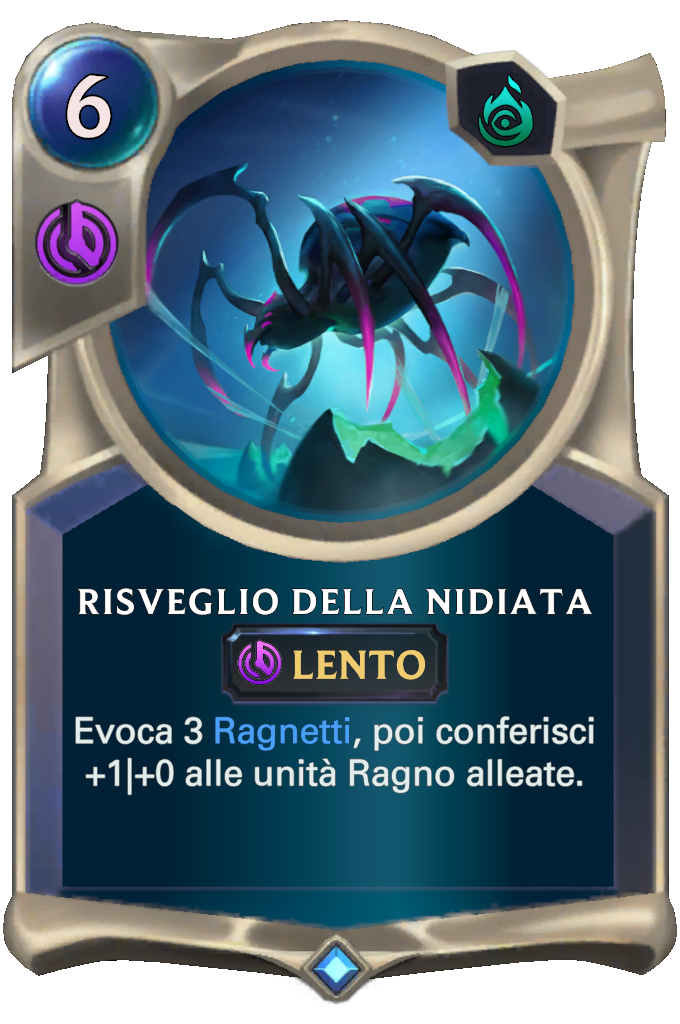 6
RISVEGLIO DELLA NIDIATA
LENTO
Evoca 3 Ragnetti, poi conferisci
+1|+0 alle unità Ragno alleate.